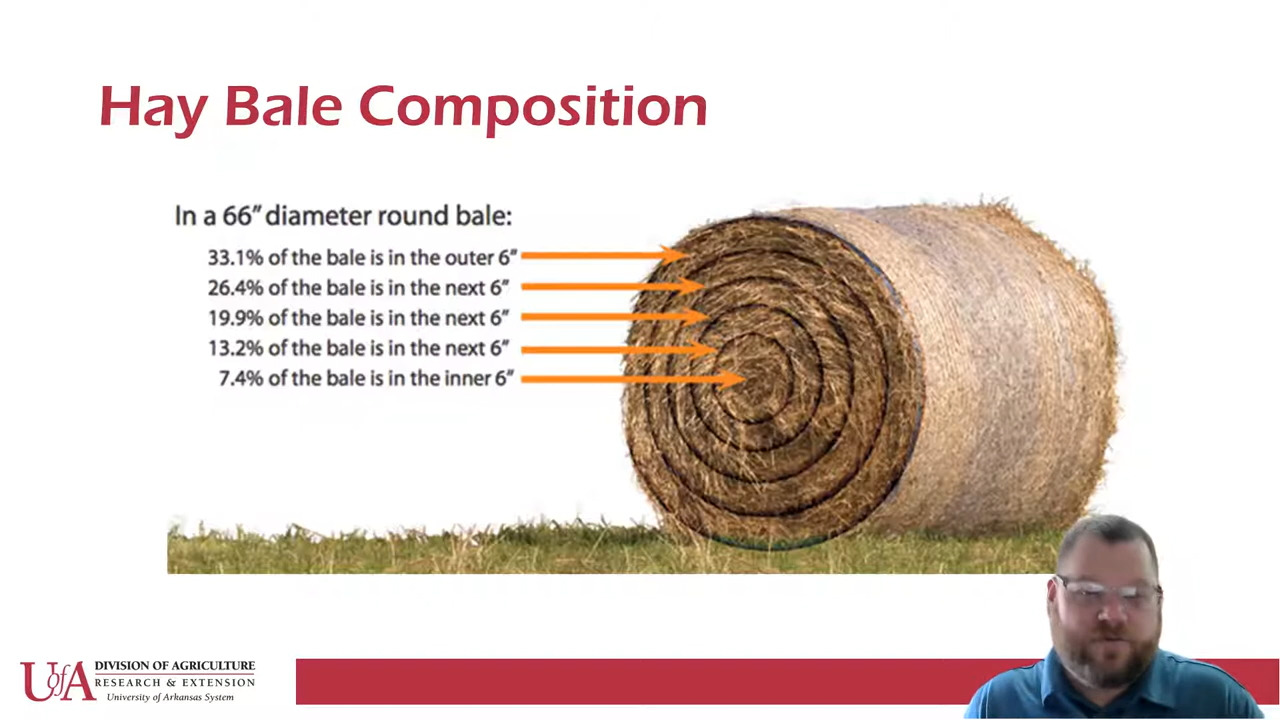 Hay Bale Composition
In a 66" diameter round bale:
33.1% of the bale is in the outer 6"
26.4% of the bale is in the next 6"
19.9% of the bale is in the next 6"
13.2% of the bale is in the next 6"
7.4% of the bale is in the inner 6"
UofA
DIVISION OF AGRICULTURE
RESEARCH & EXTENSION
University of Arkansas System